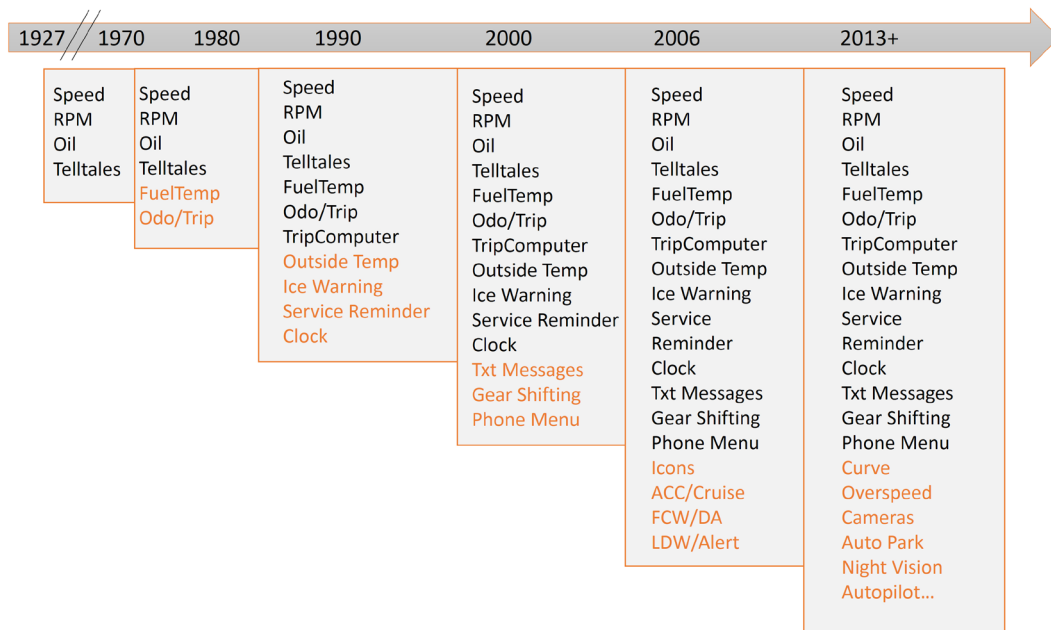 1927 1970 1980 1990 2000 2006 2013+
Speed
RPM
Oil
Telltales
Speed
RPM
Oil
Telltales
FuelTemp
Odo/Trip
Speed
RPM
Oil
Telltales
FuelTemp
Odo/Trip
TripComputer
Outside Temp
Ice Warning
Service Reminder
Clock
Speed
RPM
Oil
Telltales
FuelTemp
Odo/Trip
TripComputer
Outside Temp
Ice Warning
Service Reminder
Clock
Txt Messages
Gear Shifting
Phone Menu
Speed
RPM
Oil
Telltales
FuelTemp
Odo/Trip
TripComputer
Outside Temp
Ice Warning
Service
Reminder
Clock
Txt Messages
Gear Shifting
Phone Menu
Icons
ACC/Cruise
FCW/DA
LDW/Alert
Speed
RPM
Oil
Telltales
FuelTemp
Odo/Trip
TripComputer
Outside Temp
Ice Warning
Service
Reminder
Clock
Txt Messages
Gear Shifting
Phone Menu
Curve
Overspeed
Cameras
Auto Park
Night Vision
Autopilot...